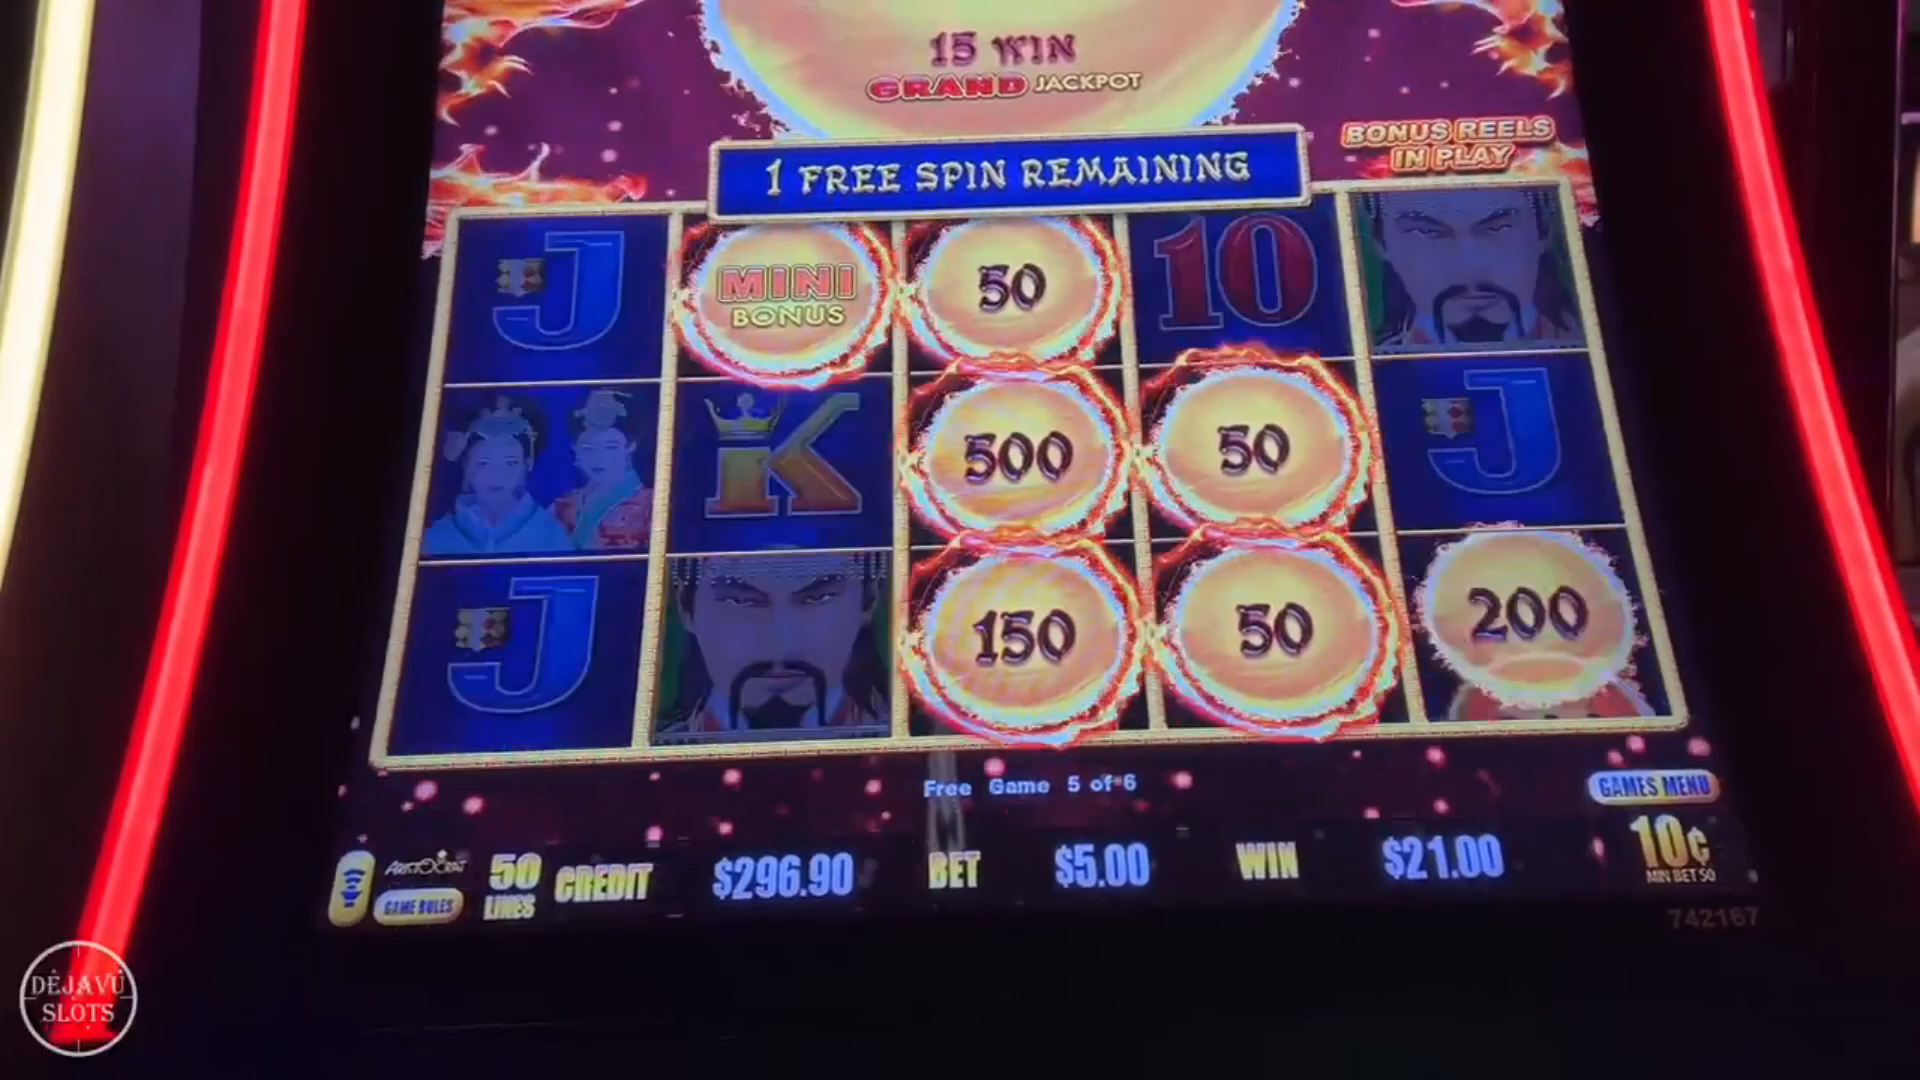 15 WIN
GRAND JACKPOT
BONUS REELS
IN PLAY
1 FREE SPIN REMAINING
J
MINI
BONUS
50
10
K
500
50
J
J
150
50
200
Free Game 5 of 6
GAMES MENU
ARISTOCRAT
GAME RULES
50
LINES
CREDIT $296.90
BET $5.00
WIN $21.00
10¢
MIN BET 50
742167
DÉJAVU
SLOTS